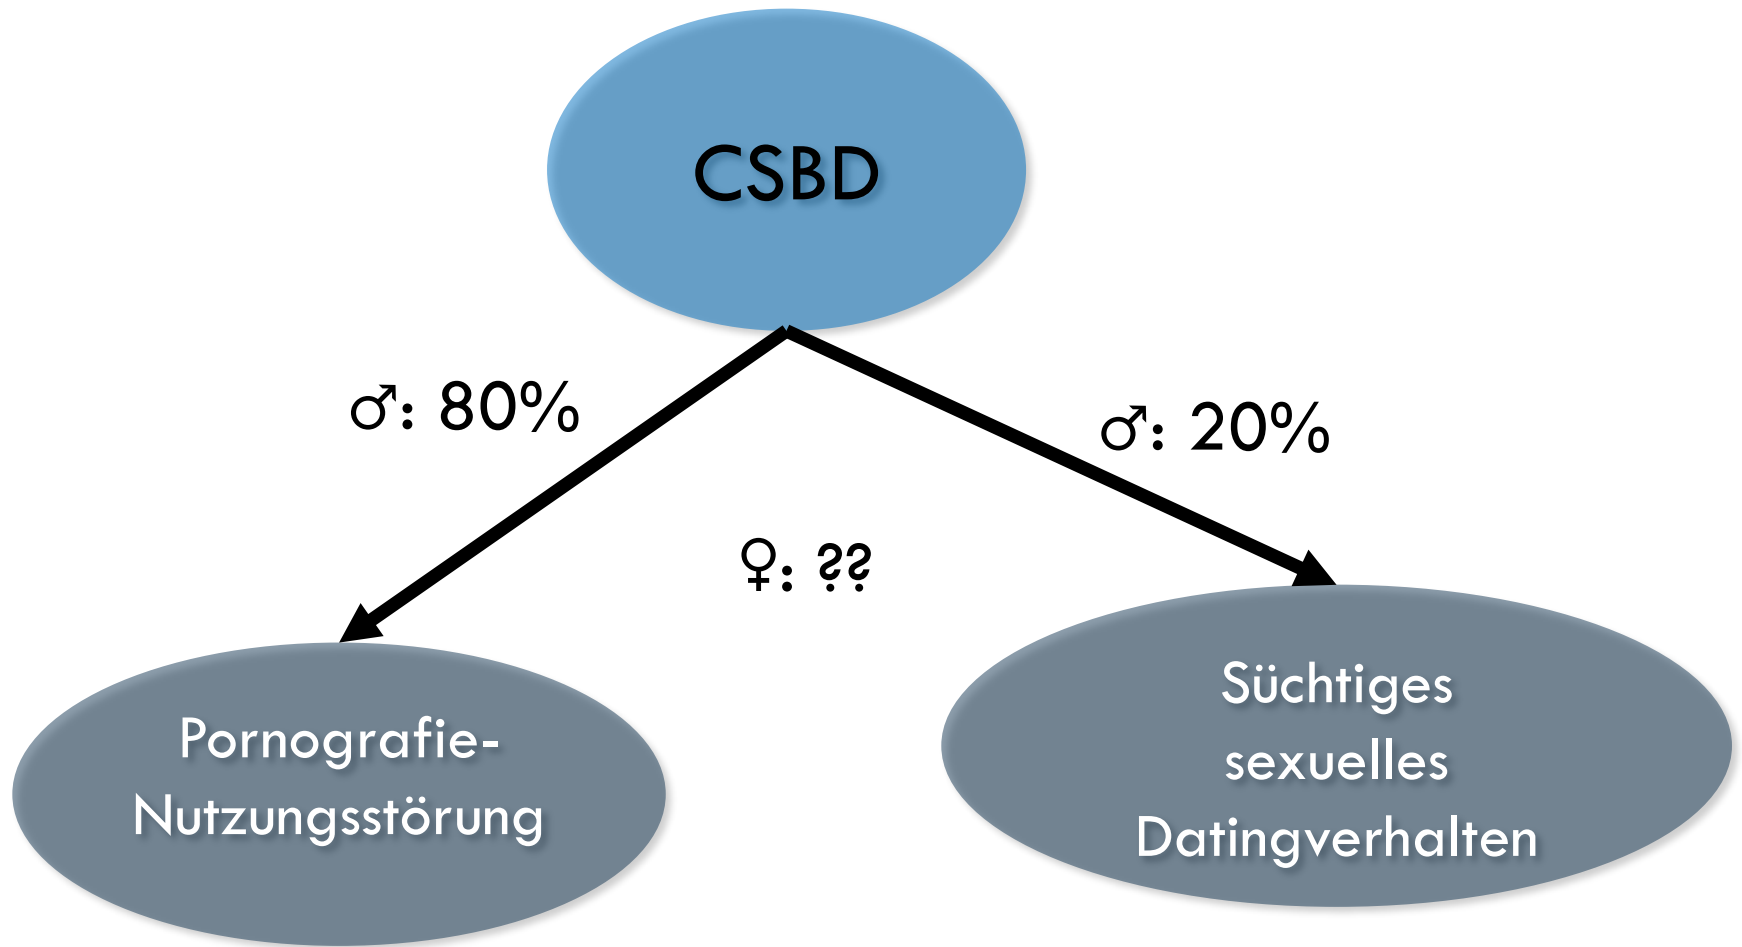 CSBD
♂: 80%
♂: 20%
♀: ??
Pornografie-
Nutzungsstörung
Süchtiges
sexuelles
Datingverhalten